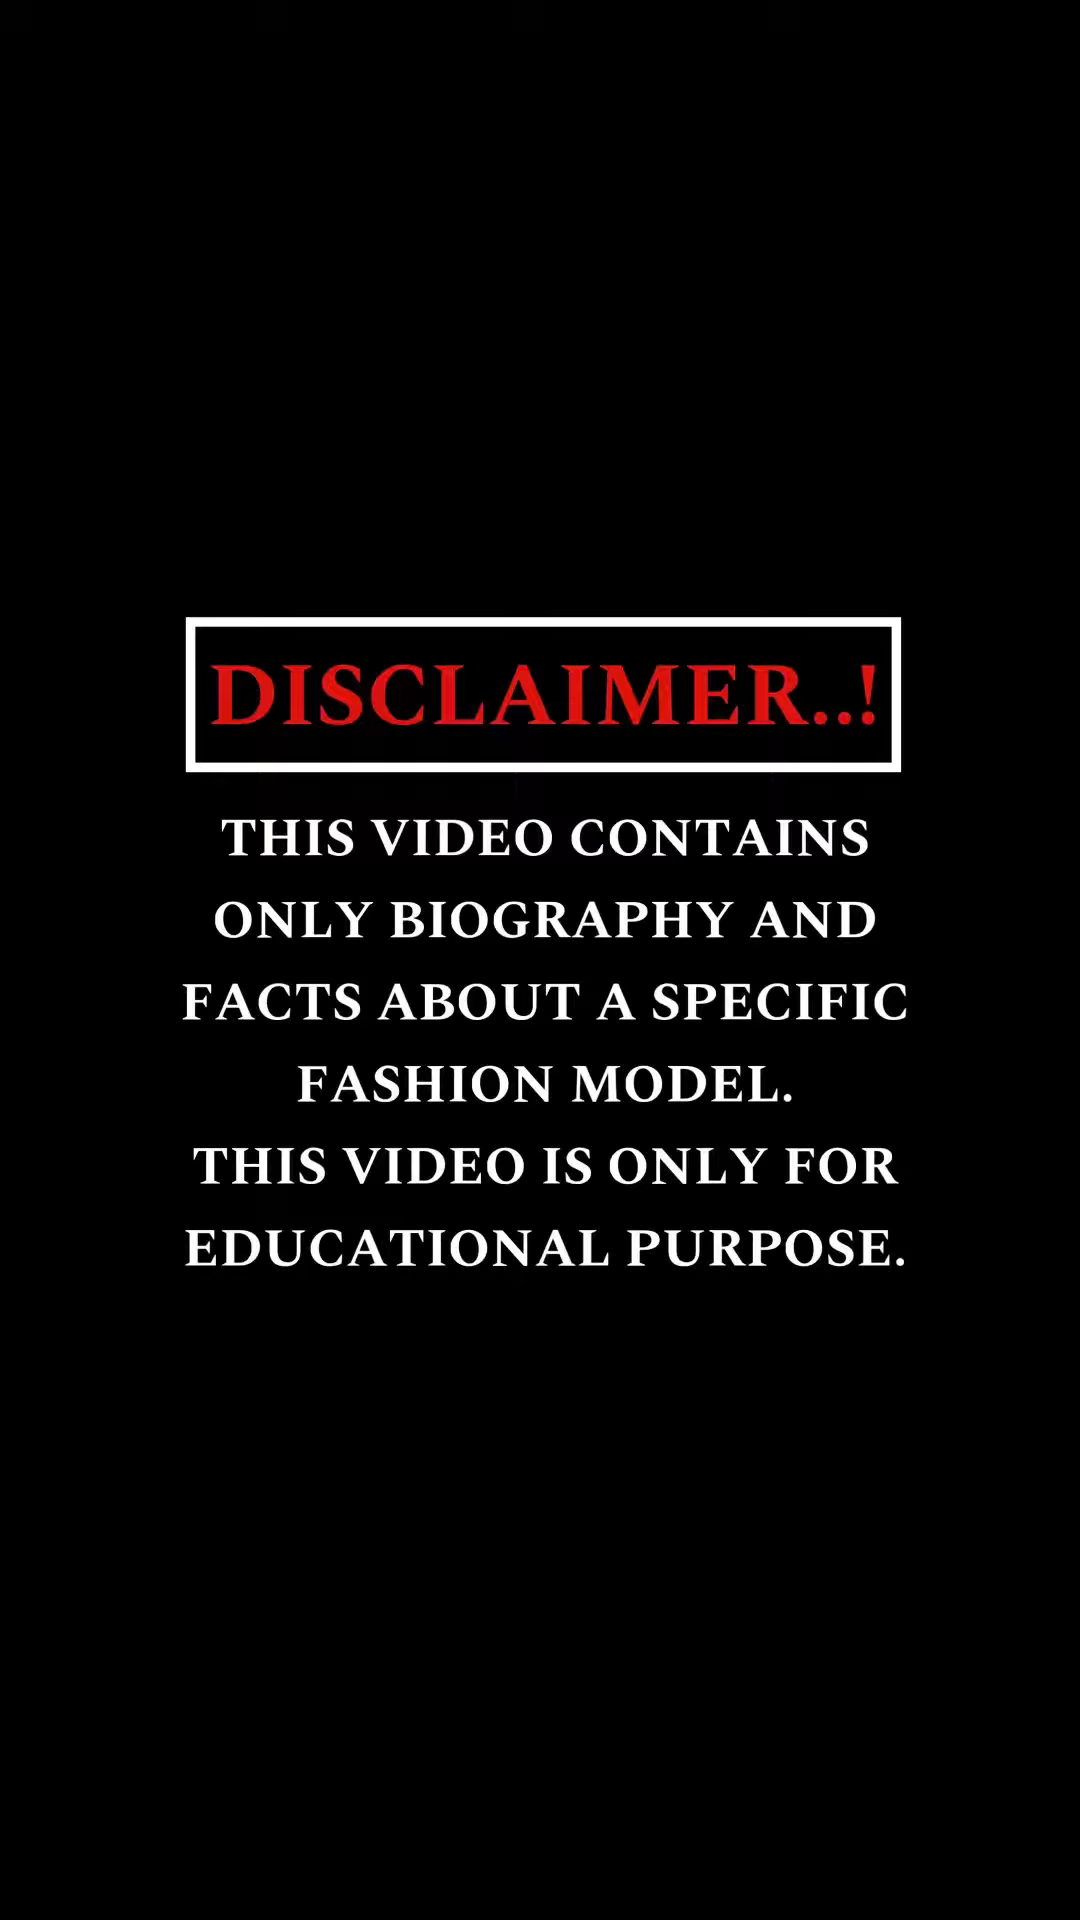 DISCLAIMER..!
THIS VIDEO CONTAINS
ONLY BIOGRAPHY AND
FACTS ABOUT A SPECIFIC
FASHION MODEL.
THIS VIDEO IS ONLY FOR
EDUCATIONAL PURPOSE.